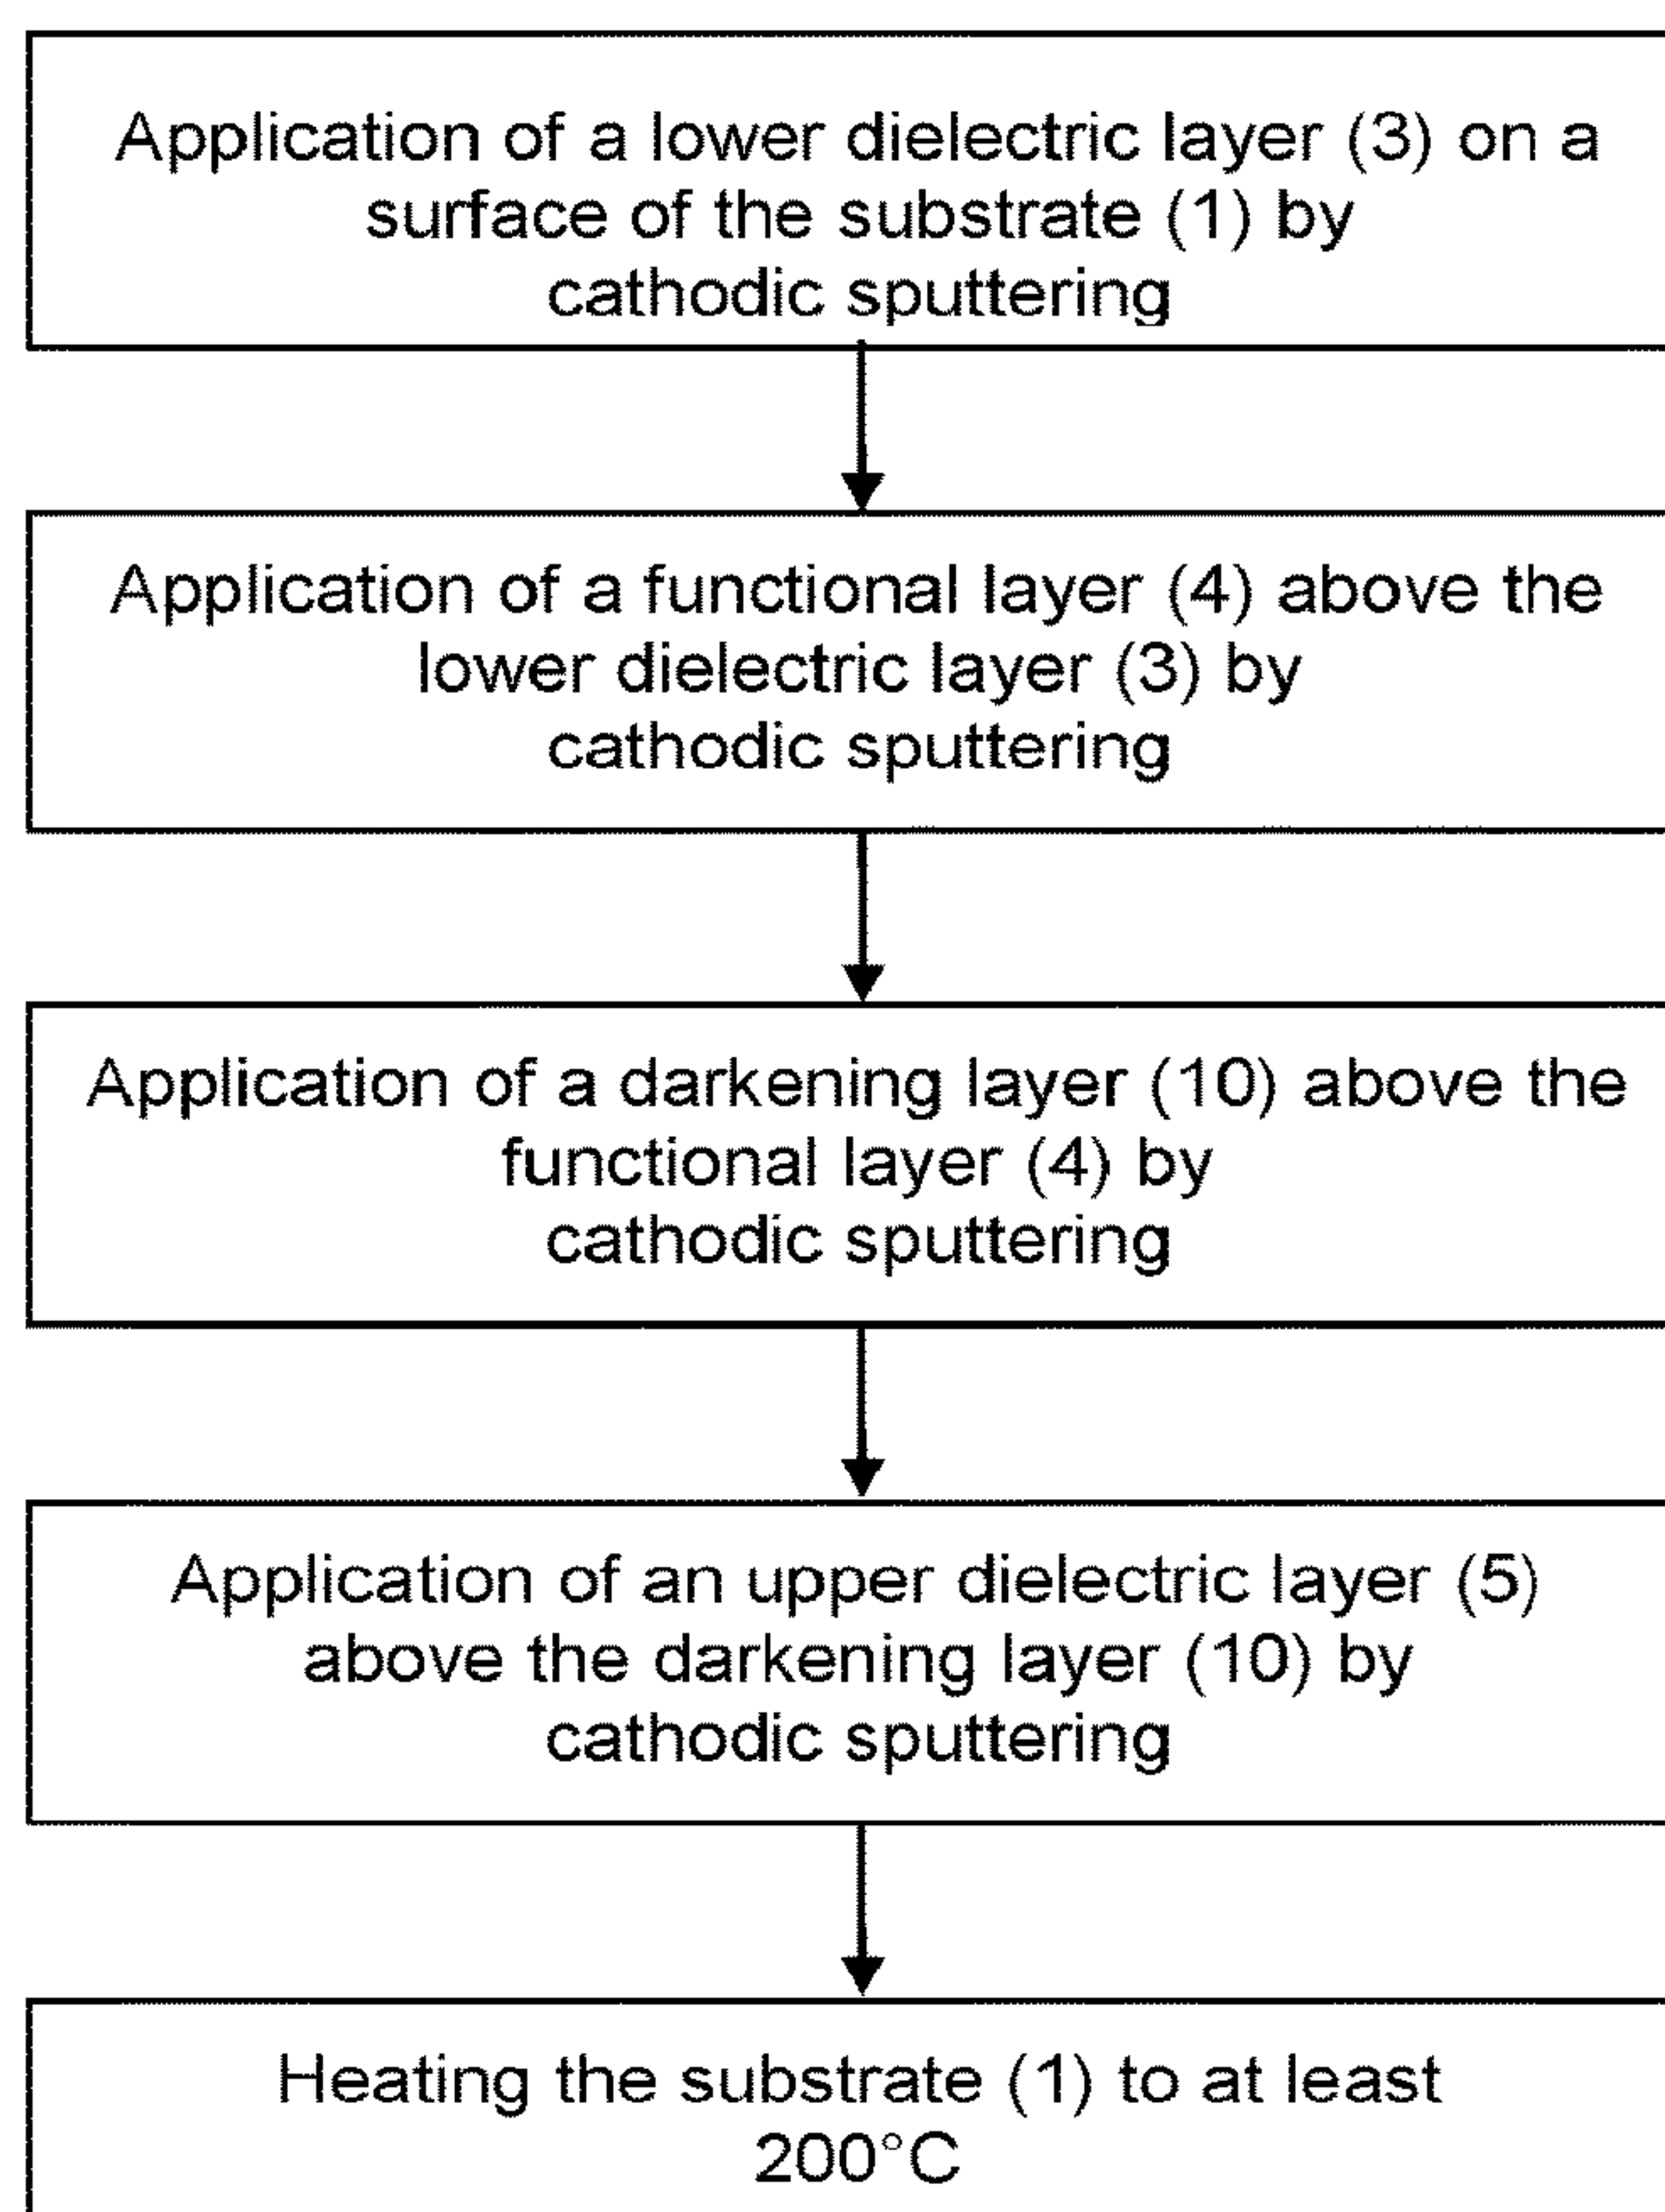 Application of a lower dielectric layer (3) on a
surface of the substrate (1) by
cathodic sputtering
Application of a functional layer (4) above the
lower dielectric layer (3) by
cathodic sputtering
Application of a darkening layer (10) above the
functional layer (4) by
cathodic sputtering
Application of an upper dielectric layer (5)
above the darkening layer (10) by
cathodic sputtering
Heating the substrate (1) to at least
200°C